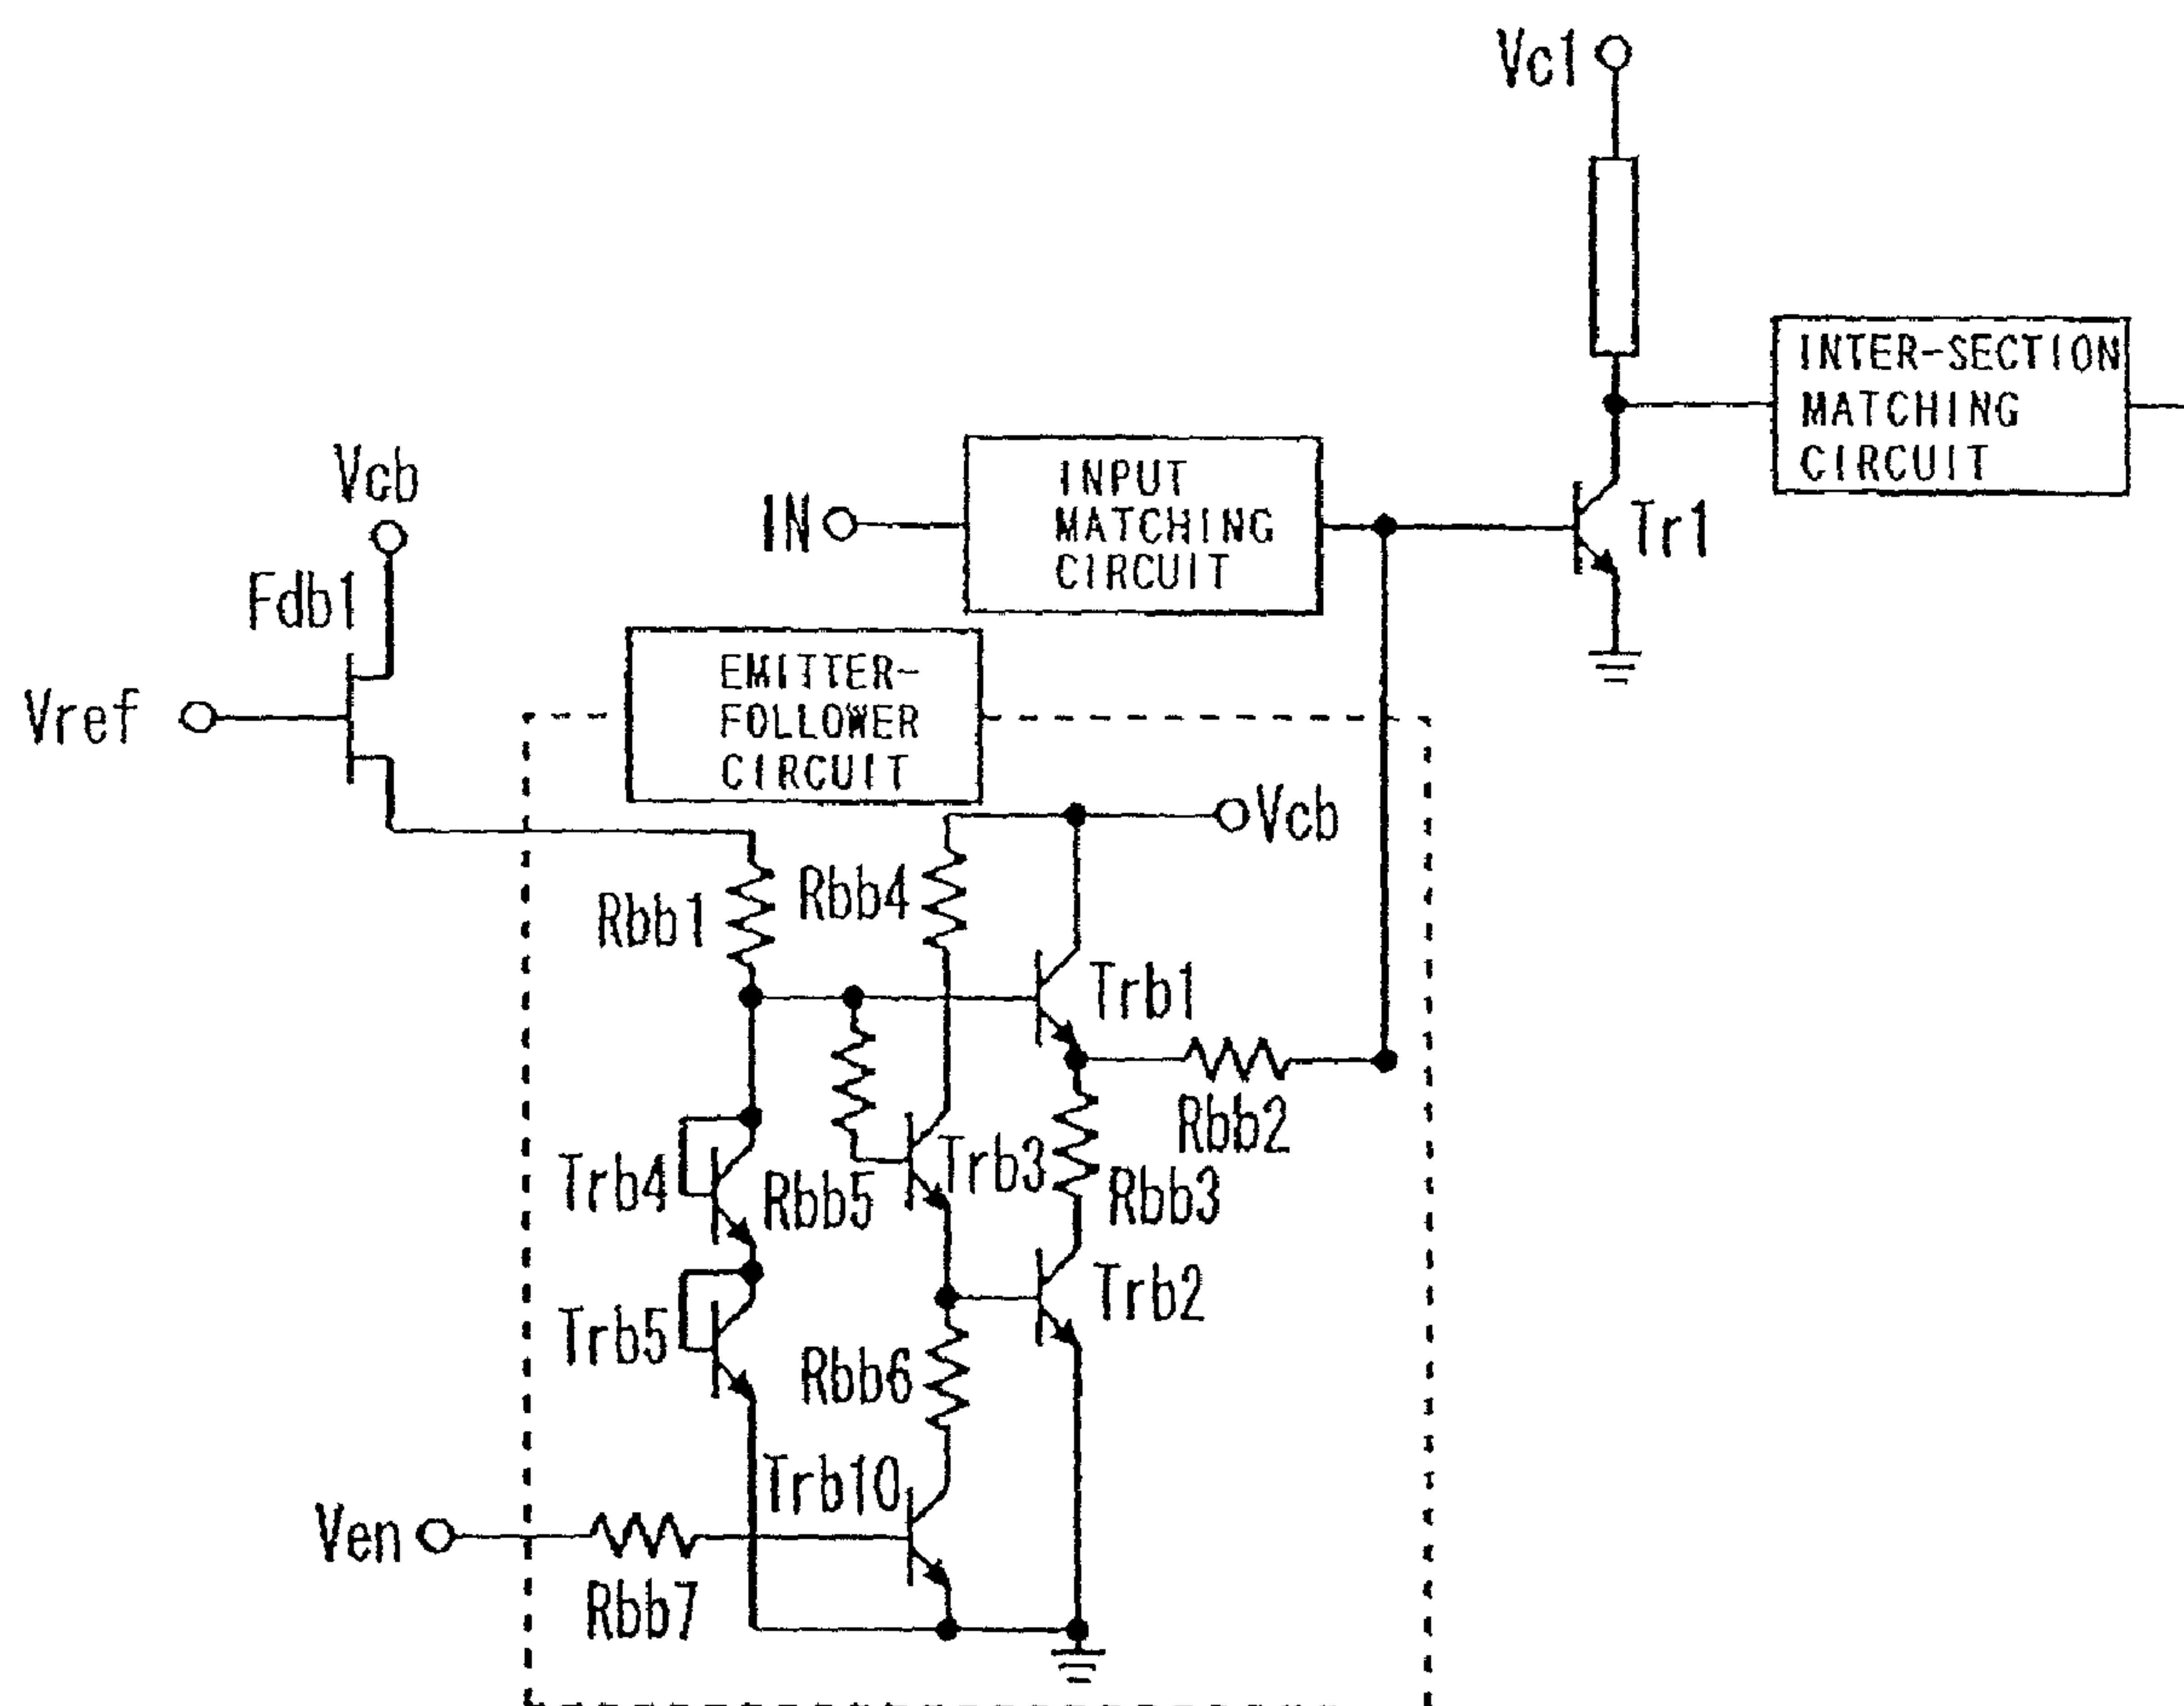 Vc1
INTER-SECTION
MATCHING
CIRCUIT
Vcb
INPUT
MATCHING
CIRCUIT
IN
Tr1
Fdb1
EMITTER-
FOLLOWER
CIRCUIT
Vref
Vcb
Rbb4
Rbb1
Trb1
Rbb2
Trb3
Trb4
Rbb5
Rbb3
Trb2
Trb5
Rbb6
Trb10
Ven
Rbb7